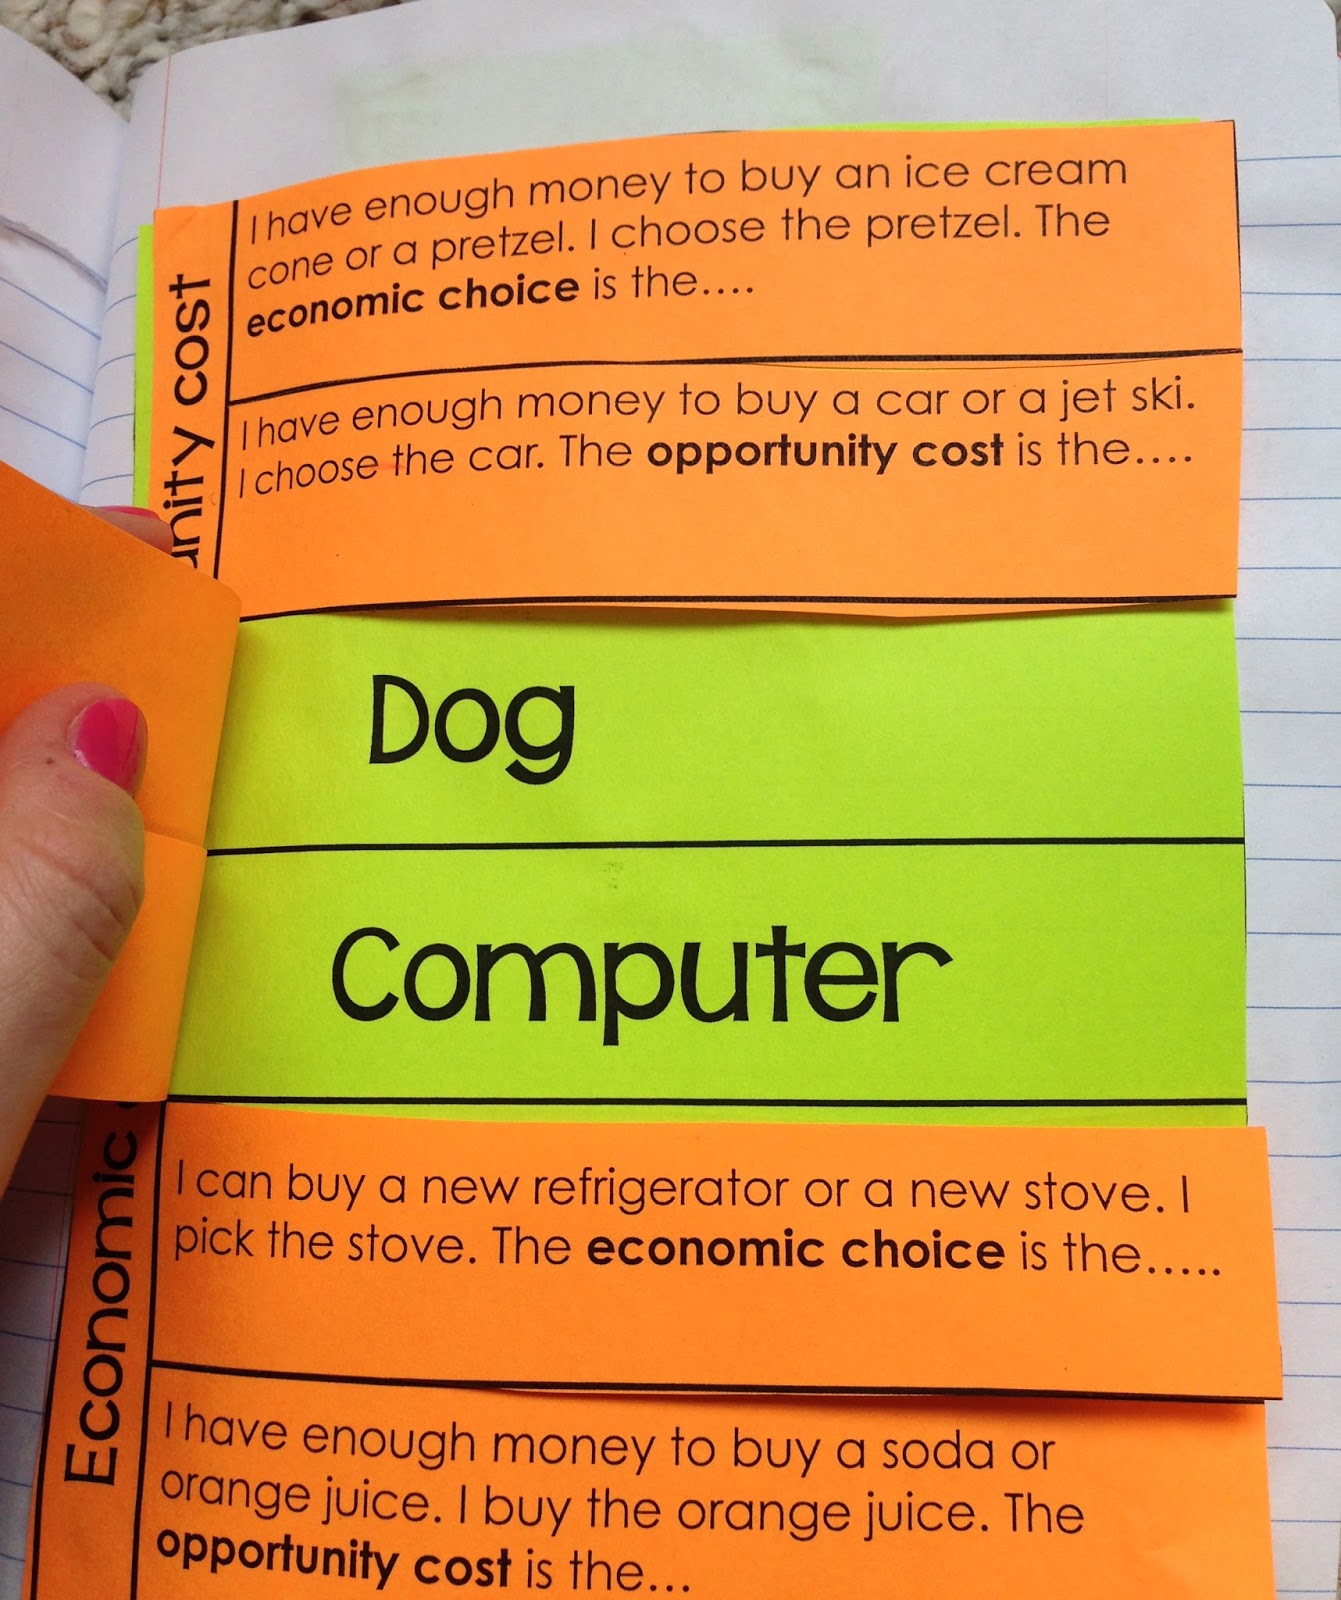 I have enough money to buy an ice cream
cone or a pretzel. I choose the pretzel. The
economic choice is the....
I have enough money to buy a car or a jet ski.
I choose the car. The opportunity cost is the....
cost
Dog
Computer
Economic
I can buy a new refrigerator or a new stove. I
pick the stove. The economic choice is the.....
I have enough money to buy a soda or
orange juice. I buy the orange juice. The
opportunity cost is the...